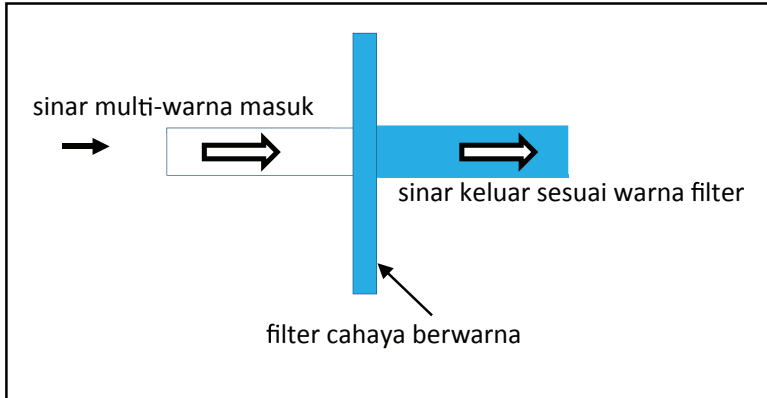 sinar multi-warna masuk
sinar keluar sesuai warna filter
filter cahaya berwarna